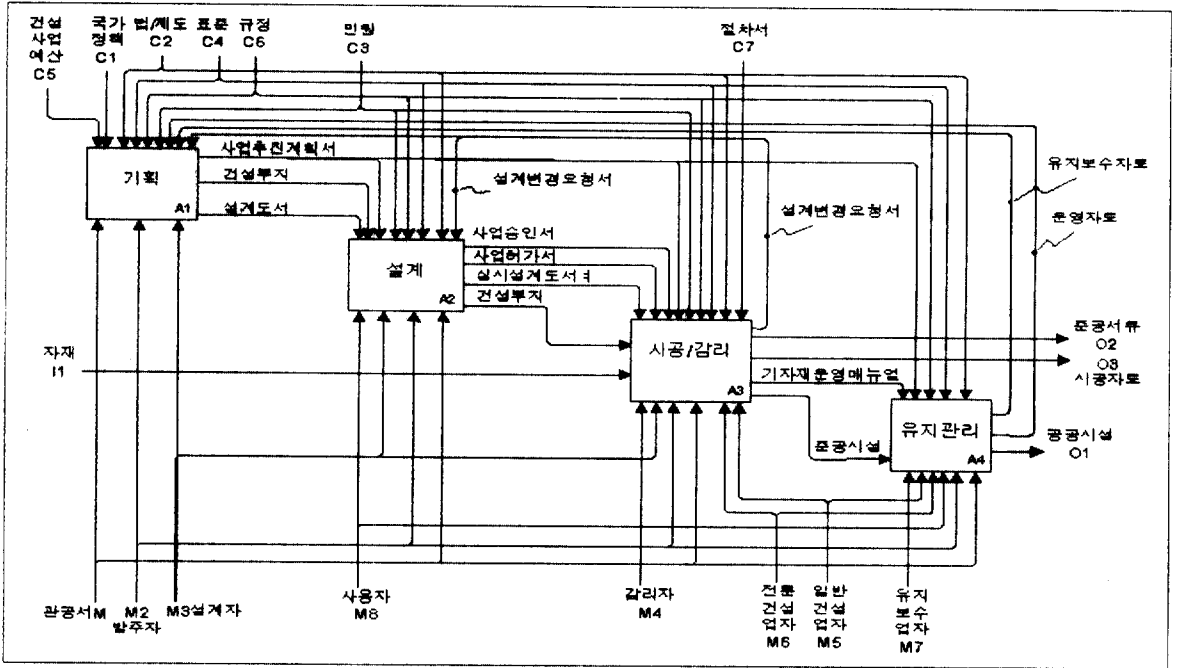 건설
사업
예산
C5
국가
정책
C1
법/제도
C2
표준
C4
규정
C6
민원
C3
절차서
C7
사업추진계획서
건설부지
설계도서
기획
A1
설계변경요청서
설계
A2
사업승인서
사업허가서
실시설계도서
건설부지
설계변경요청서
유지보수자료
운영자료
자재
I1
시공/감리
A3
준공서류
O2
O3
시공자료
기자재운영매뉴얼
준공시설
유지관리
A4
공공시설
O1
관공서M
M2
발주자
M3설계자
사용자
M8
감리자
M4
전문
건설
업자
M6
일반
건설
업자
M5
유지
보수
업자
M7